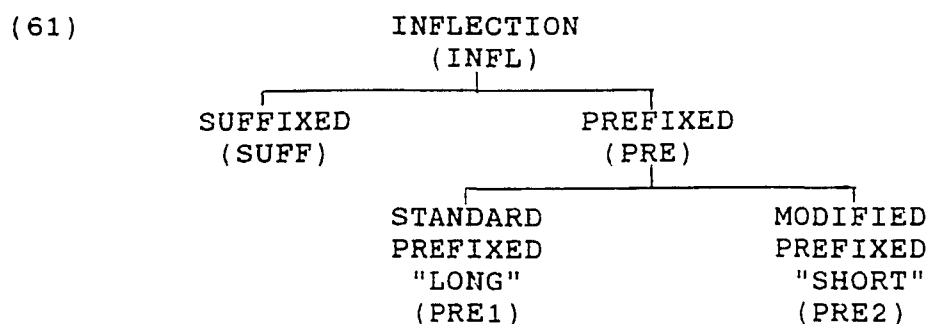 (61) INFLECTION
(INFL)
SUFFIXED PREFIXED
(SUFF) (PRE)
STANDARD MODIFIED
PREFIXED PREFIXED
"LONG" "SHORT"
(PRE1) (PRE2)